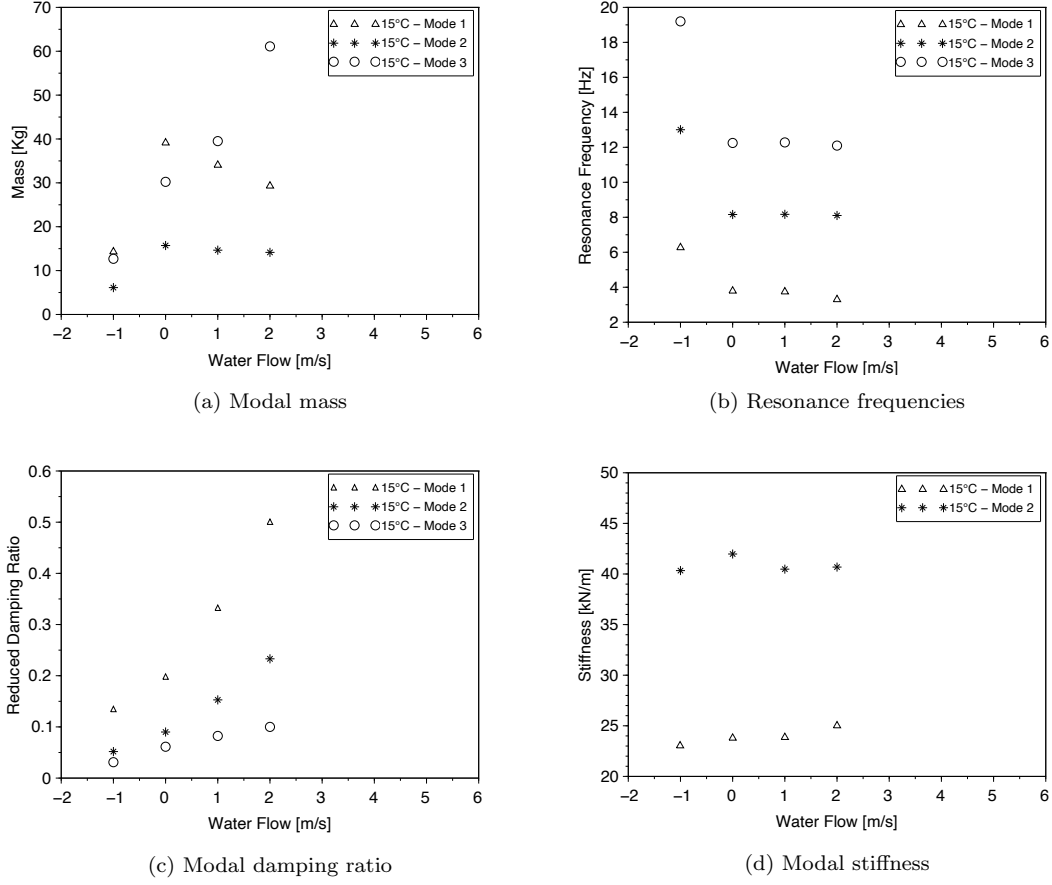 70
60
50
40
30
20
10
0
Mass [Kg]
15°C – Mode 1
15°C – Mode 2
15°C – Mode 3
−2 −1 0 1 2 3 4 5 6
Water Flow [m/s]
(a) Modal mass
20
18
16
14
12
10
8
6
4
2
Resonance Frequency [Hz]
15°C – Mode 1
15°C – Mode 2
15°C – Mode 3
−2 −1 0 1 2 3 4 5 6
Water Flow [m/s]
(b) Resonance frequencies
0.6
0.5
0.4
0.3
0.2
0.1
0
Reduced Damping Ratio
15°C – Mode 1
15°C – Mode 2
15°C – Mode 3
−2 −1 0 1 2 3 4 5 6
Water Flow [m/s]
(c) Modal damping ratio
50
45
40
35
30
25
20
Stiffness [kN/m]
15°C – Mode 1
15°C – Mode 2
−2 −1 0 1 2 3 4 5 6
Water Flow [m/s]
(d) Modal stiffness